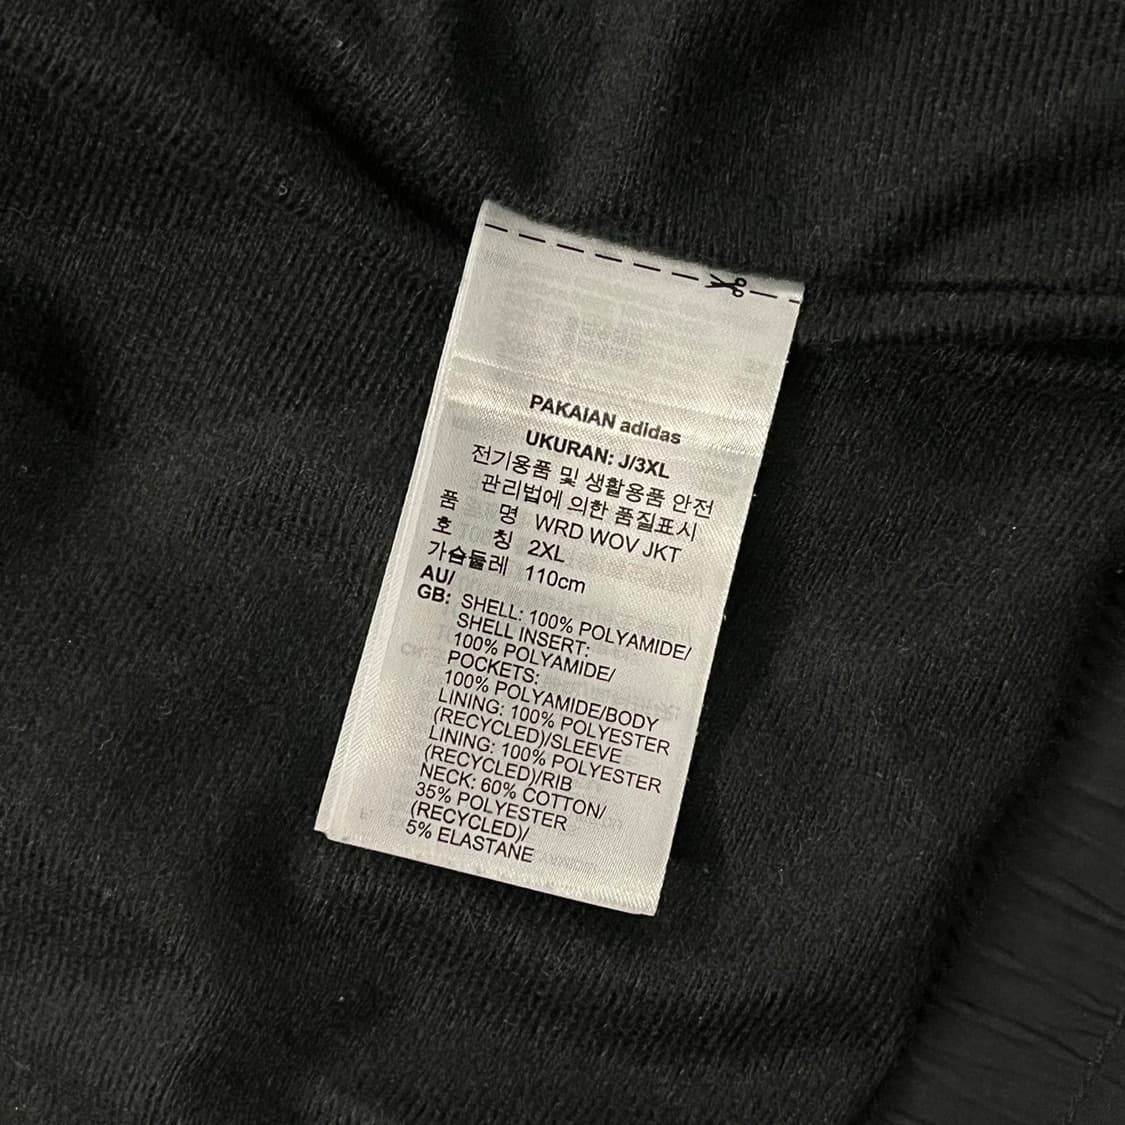 PAKAIAN adidas
UKURAN: J/3XL
전기용품 및 생활용품 안전
관리법에 의한 품질표시
품 명 WRD WOV JKT
호 칭 2XL
가슴둘레 110cm
AU/
GB: SHELL: 100% POLYAMIDE/
SHELL INSERT:
100% POLYAMIDE/
POCKETS:
100% POLYAMIDE/BODY
LINING: 100% POLYESTER
(RECYCLED)/SLEEVE
LINING: 100% POLYESTER
(RECYCLED)/RIB
NECK: 60% COTTON/
35% POLYESTER
(RECYCLED)/
5% ELASTANE